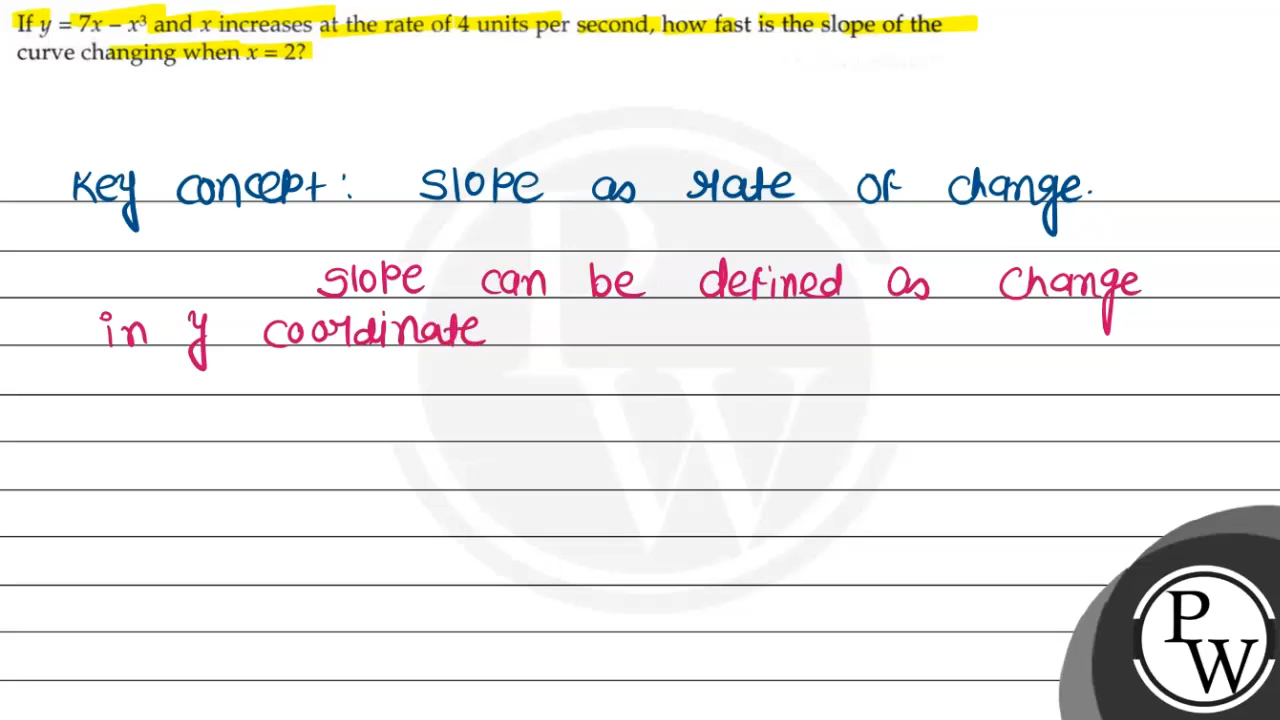 If y = 7x – x³ and x increases at the rate of 4 units per second, how fast is the slope of the
curve changing when x = 2?
Key concept: slope as rate of change.
slope can be defined as change
in y coordinate
PW
PW